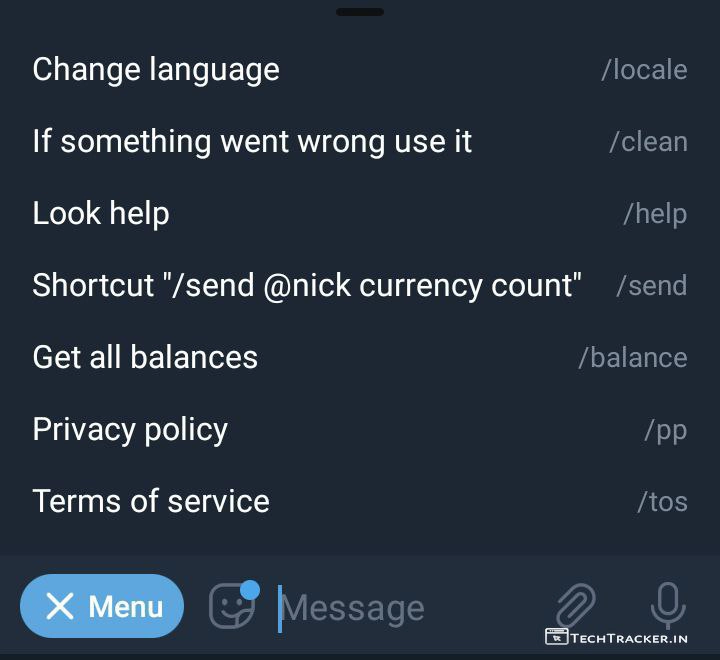 Change language /locale
If something went wrong use it /clean
Look help /help
Shortcut "/send @nick currency count" /send
Get all balances /balance
Privacy policy /pp
Terms of service /tos
Menu Message
TECHTRACKER.IN